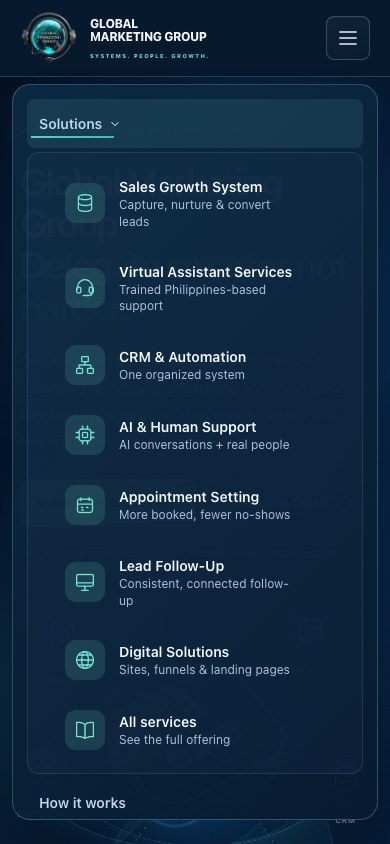 GLOBAL
MARKETING GROUP
SYSTEMS. PEOPLE. GROWTH.
Solutions
Sales Growth System
Capture, nurture & convert
leads
Virtual Assistant Services
Trained Philippines-based
support
CRM & Automation
One organized system
AI & Human Support
AI conversations + real people
Appointment Setting
More booked, fewer no-shows
Lead Follow-Up
Consistent, connected follow-
up
Digital Solutions
Sites, funnels & landing pages
All services
See the full offering
How it works
CRM